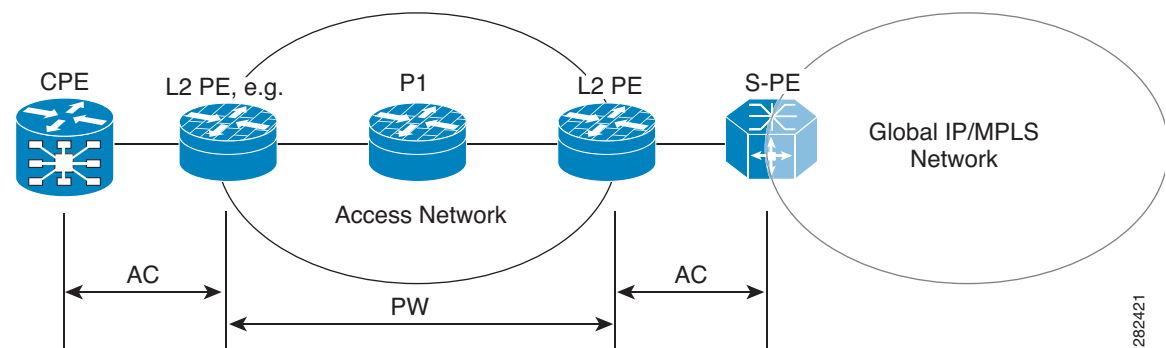 CPE
L2 PE, e.g.
P1
L2 PE
S-PE
Global IP/MPLS
Network
Access Network
AC
AC
PW
282421